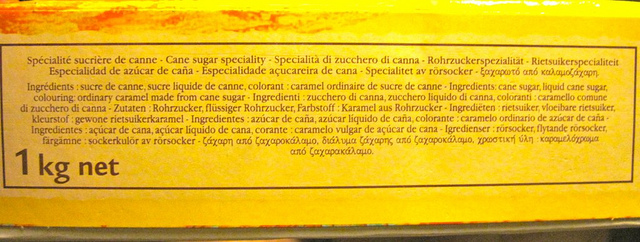 Spécialité sucrière de canne - Cane sugar speciality - Specialità di zucchero di canna - Rohrzuckerspezialität - Rietsuikerspecialiteit
Especialidad de azúcar de caña - Especialidade açucareira de cana - Specialitet av rörsocker - ζαχαρωτό από καλαμοζάχαρη.
Ingrédients : sucre de canne, sucre liquide de canne, colorant : caramel ordinaire de sucre de canne - Ingredients: cane sugar, liquid cane sugar,
colouring: ordinary caramel made from cane sugar - Ingredienti : zucchero di canna, zucchero liquido di canna, coloranti : caramello comune
di zucchero di canna - Zutaten : Rohrzucker, flüssiger Rohrzucker, Farbstoff : Karamel aus Rohrzucker - Ingrediëten : rietsuiker, vloeibare rietsuiker,
kleurstof : gewone rietsuikerkaramel - Ingredientes : azúcar de caña, azúcar líquido de caña, colorante : caramelo ordinario de azúcar de caña -
Ingredientes : açúcar de cana, açúcar líquido de cana, corante : caramelo vulgar de açúcar de cana - Igredienser : rörsocker, flytande rörsocker,
färgämne : sockerkulör av rörsocker - ζάχαρη από ζαχαροκάλαμο, διάλυμα ζάχαρης από ζαχαροκάλαμο, χρωστική ύλη : καραμελόχρωμα
από ζαχαρακάλαμο.
1 kg net